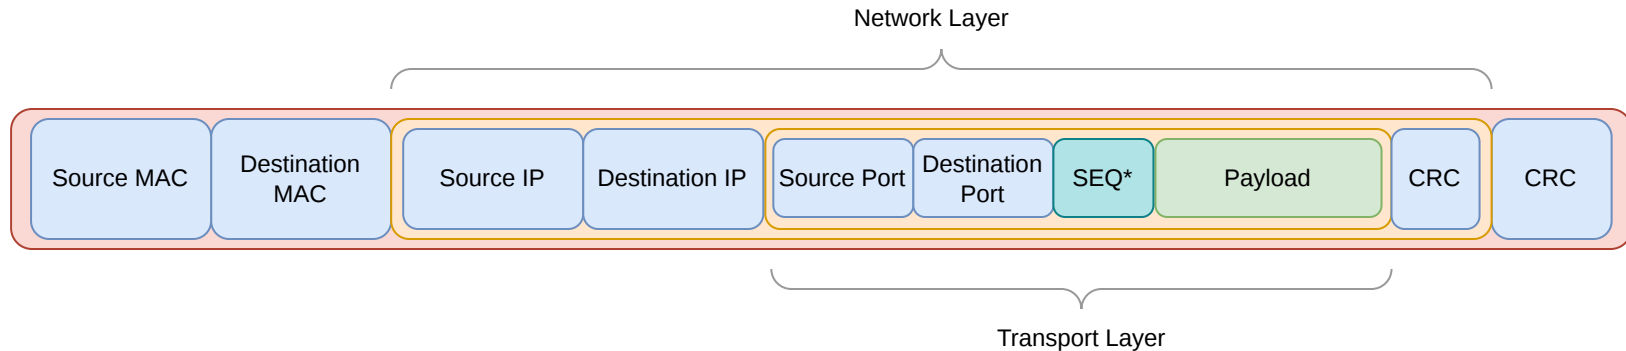 Network Layer
Source MAC
Destination
MAC
Source IP
Destination IP
Source Port
Destination
Port
SEQ*
Payload
CRC
CRC
Transport Layer